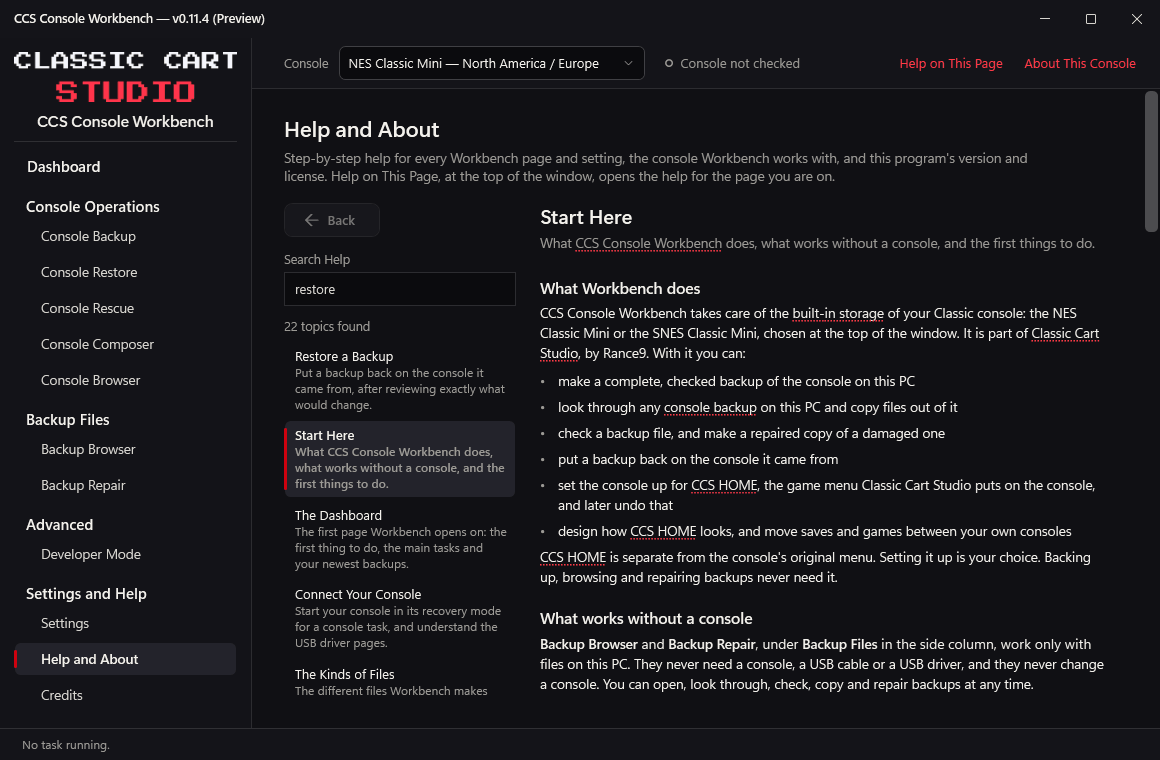 CCS Console Workbench — v0.11.4 (Preview)
CLASSIC CART
STUDIO
CCS Console Workbench
Dashboard
Console Operations
Console Backup
Console Restore
Console Rescue
Console Composer
Console Browser
Backup Files
Backup Browser
Backup Repair
Advanced
Developer Mode
Settings and Help
Settings
Help and About
Credits
Console
NES Classic Mini — North America / Europe
Console not checked
Help on This Page
About This Console
Help and About
Step-by-step help for every Workbench page and setting, the console Workbench works with, and this program's version and
license. Help on This Page, at the top of the window, opens the help for the page you are on.
Back
Search Help
restore
22 topics found
Restore a Backup
Put a backup back on the console it
came from, after reviewing exactly what
would change.
Start Here
What CCS Console Workbench does,
what works without a console, and the
first things to do.
The Dashboard
The first page Workbench opens on: the
first thing to do, the main tasks and
your newest backups.
Connect Your Console
Start your console in its recovery mode
for a console task, and understand the
USB driver pages.
The Kinds of Files
The different files Workbench makes
Start Here
What CCS Console Workbench does, what works without a console, and the first things to do.
What Workbench does
CCS Console Workbench takes care of the built-in storage of your Classic console: the NES
Classic Mini or the SNES Classic Mini, chosen at the top of the window. It is part of Classic Cart
Studio, by Rance9. With it you can:
• make a complete, checked backup of the console on this PC
• look through any console backup on this PC and copy files out of it
• check a backup file, and make a repaired copy of a damaged one
• put a backup back on the console it came from
• set the console up for CCS HOME, the game menu Classic Cart Studio puts on the console,
and later undo that
• design how CCS HOME looks, and move saves and games between your own consoles
CCS HOME is separate from the console's original menu. Setting it up is your choice. Backing
up, browsing and repairing backups never need it.
What works without a console
Backup Browser and Backup Repair, under Backup Files in the side column, work only with
files on this PC. They never need a console, a USB cable or a USB driver, and they never change
a console. You can open, look through, check, copy and repair backups at any time.
No task running.